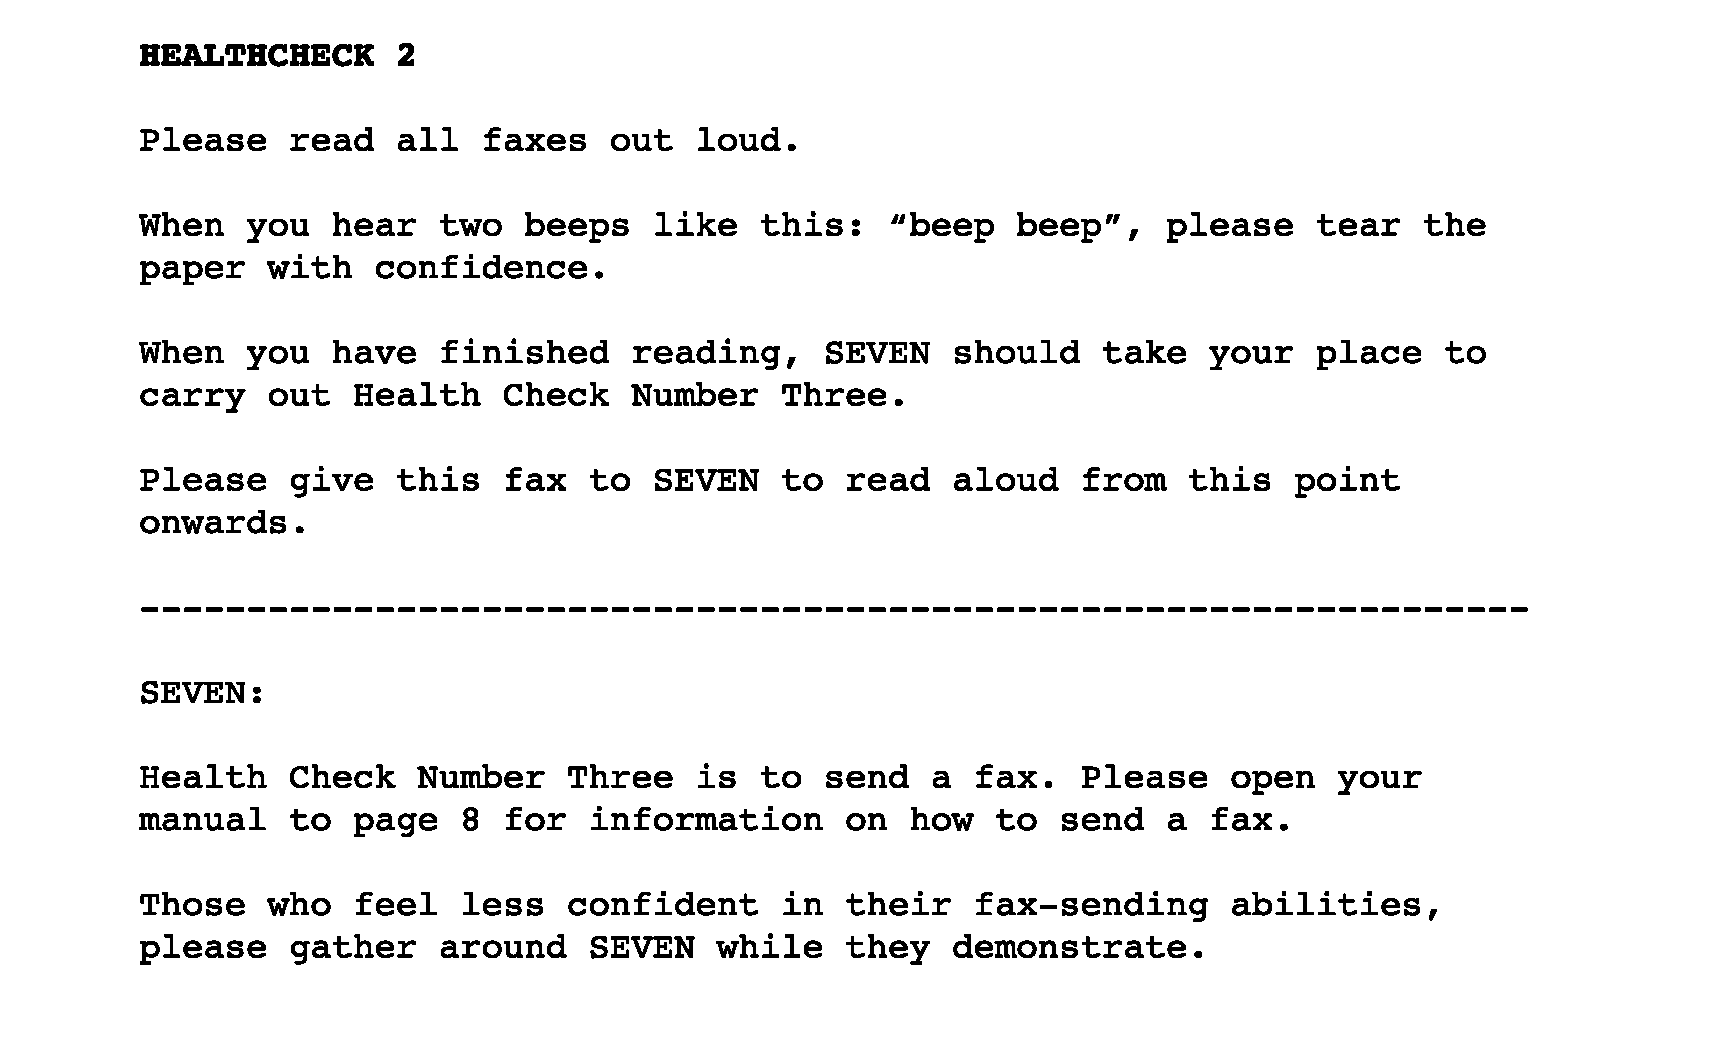 HEALTHCHECK 2
Please read all faxes out loud.
When you hear two beeps like this: “beep beep”, please tear the
paper with confidence.
When you have finished reading, SEVEN should take your place to
carry out Health Check Number Three.
Please give this fax to SEVEN to read aloud from this point
onwards.
-----------------------------------------------------------------
SEVEN:
Health Check Number Three is to send a fax. Please open your
manual to page 8 for information on how to send a fax.
Those who feel less confident in their fax-sending abilities,
please gather around SEVEN while they demonstrate.